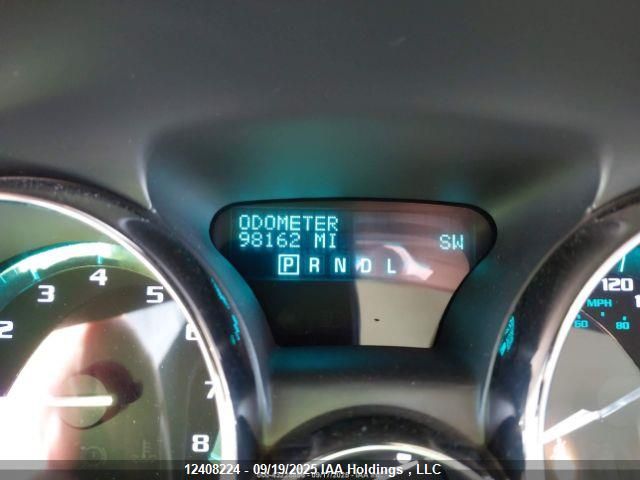 ODOMETER
98162 MI SW
P R N D L
2 3 4 5 6 7 8
120
MPH
60 80
12408224 - 09/19/2025 IAA Holdings , LLC